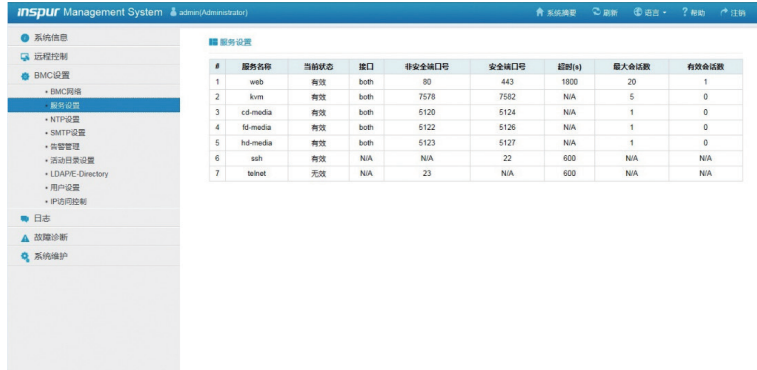 inspur Management System admin(Administrator) 系统摘要 刷新 语言 ? 帮助 注销
系统信息
远程控制
BMC设置
• BMC网络
• 服务设置
• NTP设置
• SMTP设置
• 告警管理
• 活动目录设置
• LDAP/E-Directory
• 用户设置
• IP访问控制
日志
故障诊断
系统维护
服务设置
# 服务名称 当前状态 接口 非安全端口号 安全端口号 超时(s) 最大会话数 有效会话数
1 web 有效 both 80 443 1800 20 1
2 kvm 有效 both 7578 7582 N/A 5 0
3 cd-media 有效 both 5120 5124 N/A 1 0
4 fd-media 有效 both 5122 5126 N/A 1 0
5 hd-media 有效 both 5123 5127 N/A 1 0
6 ssh 有效 N/A N/A 22 600 N/A N/A
7 telnet 无效 N/A 23 N/A 600 N/A N/A